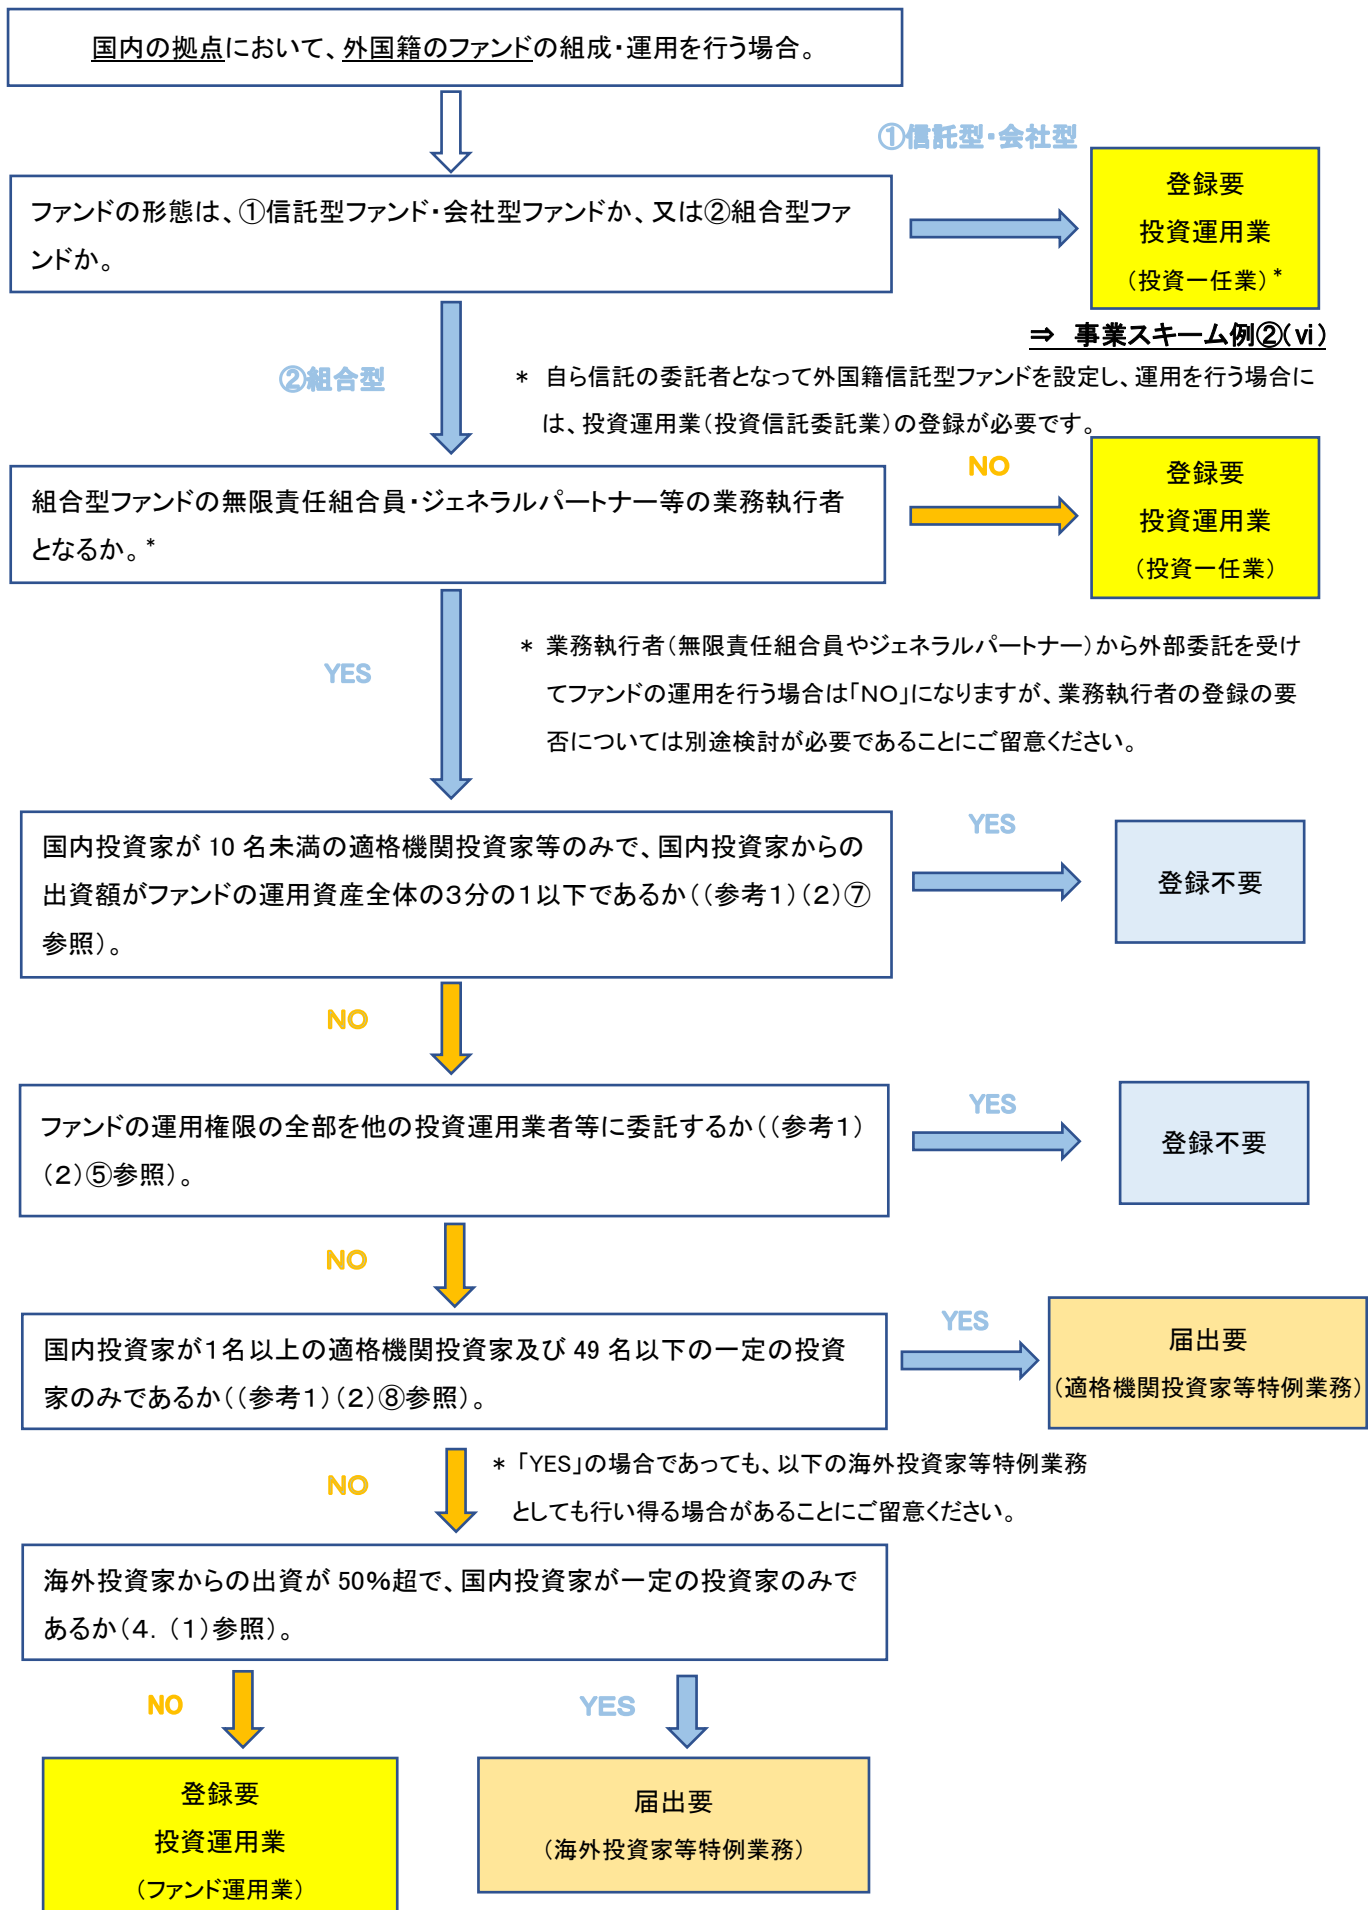 国内の拠点において、外国籍のファンドの組成・運用を行う場合。
①信託型・会社型
ファンドの形態は、①信託型ファンド・会社型ファンドか、又は②組合型ファ
ンドか。
登録要
投資運用業
(投資一任業)*
⇒ 事業スキーム例②(ⅵ)
②組合型
* 自ら信託の委託者となって外国籍信託型ファンドを設定し、運用を行う場合に
は、投資運用業(投資信託委託業)の登録が必要です。
組合型ファンドの無限責任組合員・ジェネラルパートナー等の業務執行者
となるか。*
NO
登録要
投資運用業
(投資一任業)
YES
* 業務執行者(無限責任組合員やジェネラルパートナー)から外部委託を受け
てファンドの運用を行う場合は「NO」になりますが、業務執行者の登録の要
否については別途検討が必要であることにご留意ください。
国内投資家が 10 名未満の適格機関投資家等のみで、国内投資家からの
出資額がファンドの運用資産全体の3分の1以下であるか((参考1)(2)⑦
参照)。
YES
登録不要
NO
ファンドの運用権限の全部を他の投資運用業者等に委託するか((参考1)
(2)⑤参照)。
YES
登録不要
NO
国内投資家が1名以上の適格機関投資家及び 49 名以下の一定の投資
家のみであるか((参考1)(2)⑧参照)。
YES
届出要
(適格機関投資家等特例業務)
NO
* 「YES」の場合であっても、以下の海外投資家等特例業務
としても行い得る場合があることにご留意ください。
海外投資家からの出資が 50%超で、国内投資家が一定の投資家のみで
あるか(4. (1)参照)。
NO
登録要
投資運用業
(ファンド運用業)
YES
届出要
(海外投資家等特例業務)